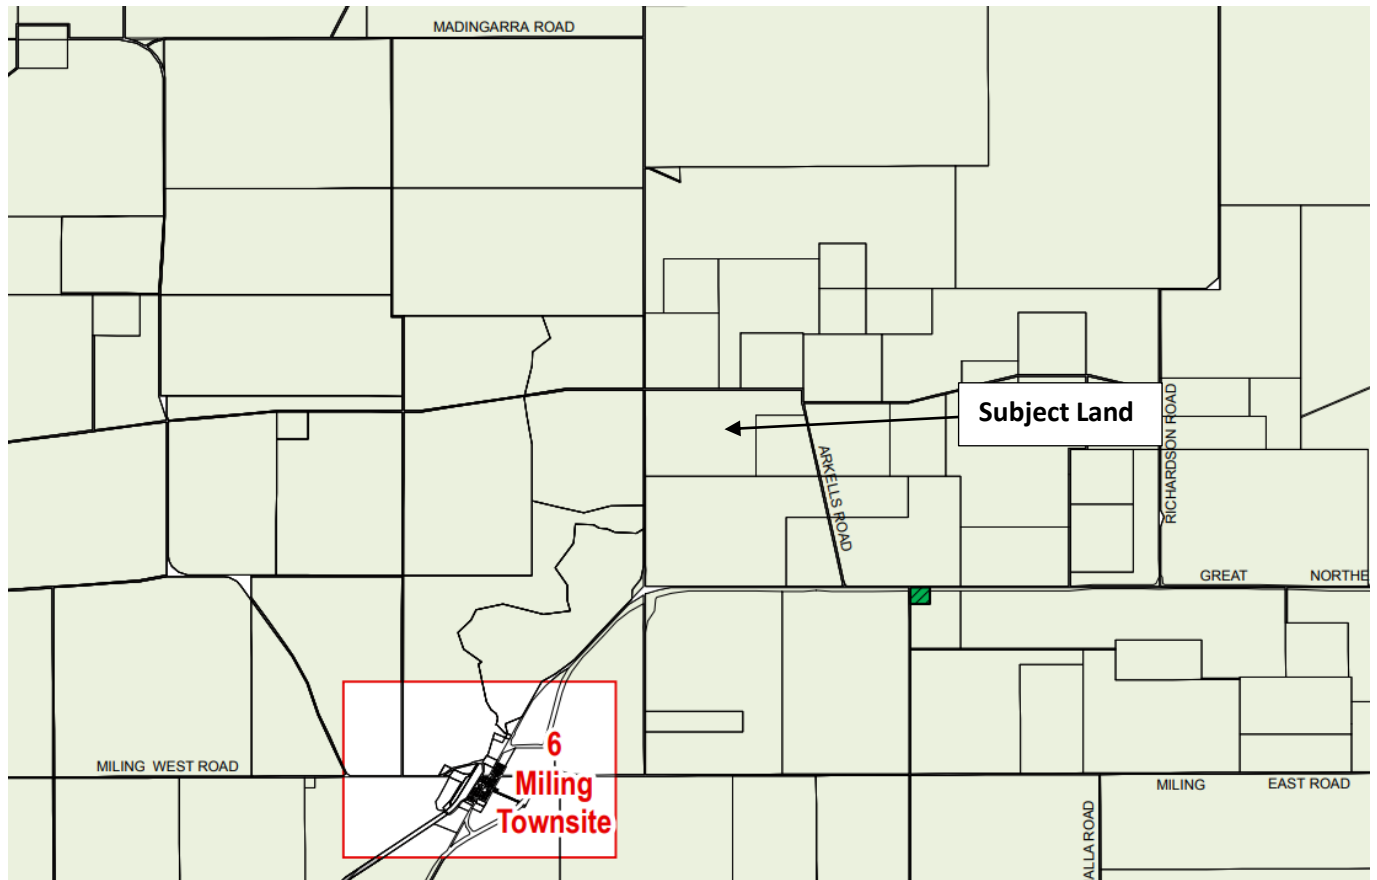 MADINGARRA ROAD
Subject Land
RICHARDSON ROAD
ARKELLS ROAD
GREAT
NORTHE
6
Miling
Townsite
MILING WEST ROAD
MILING
EAST ROAD
ALLA ROAD